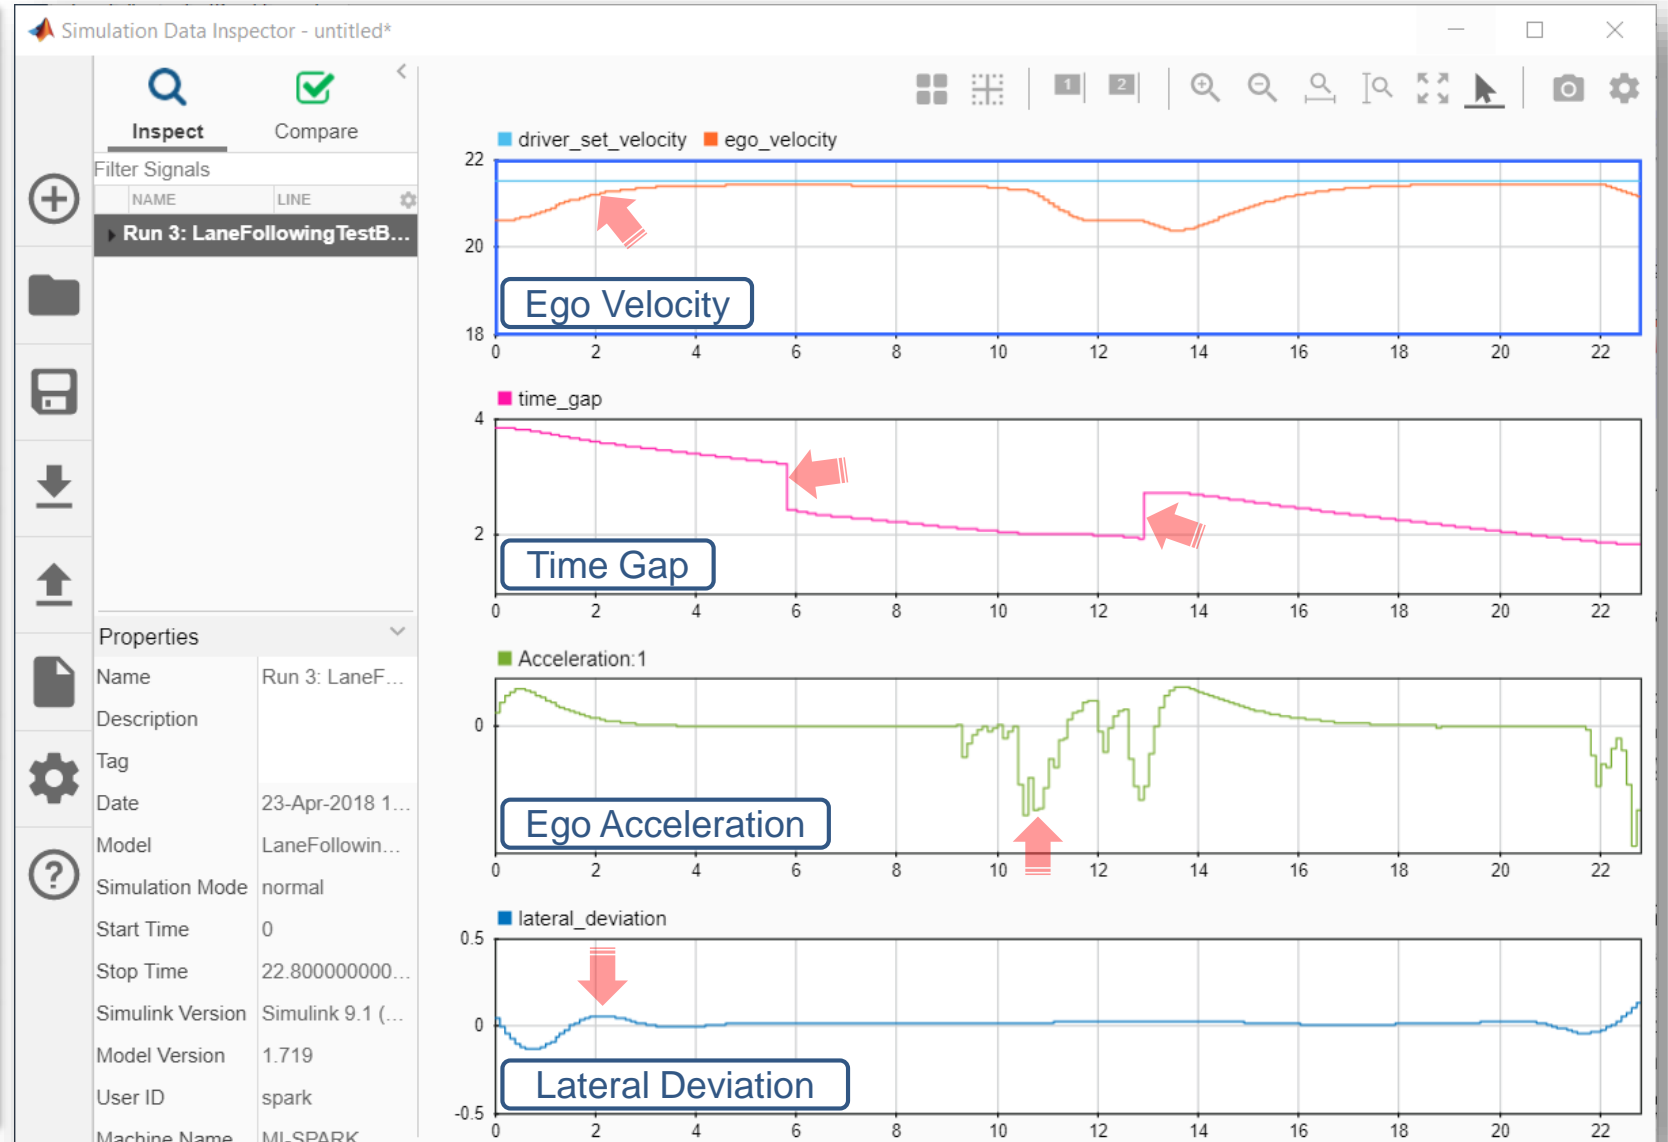 Simulation Data Inspector - untitled*
Inspect
Compare
Filter Signals
NAME LINE
Run 3: LaneFollowingTestB...
Properties
Name Run 3: LaneF...
Description
Tag
Date 23-Apr-2018 1...
Model LaneFollowin...
Simulation Mode normal
Start Time 0
Stop Time 22.800000000...
Simulink Version Simulink 9.1 (...
Model Version 1.719
User ID spark
Machine Name MI-SPARK
1 2
driver_set_velocity ego_velocity
22
20
18
Ego Velocity
0 2 4 6 8 10 12 14 16 18 20 22
time_gap
4
2
Time Gap
0 2 4 6 8 10 12 14 16 18 20 22
Acceleration:1
0
Ego Acceleration
0 2 4 6 8 10 12 14 16 18 20 22
lateral_deviation
0.5
0
-0.5
Lateral Deviation
0 2 4 6 8 10 12 14 16 18 20 22